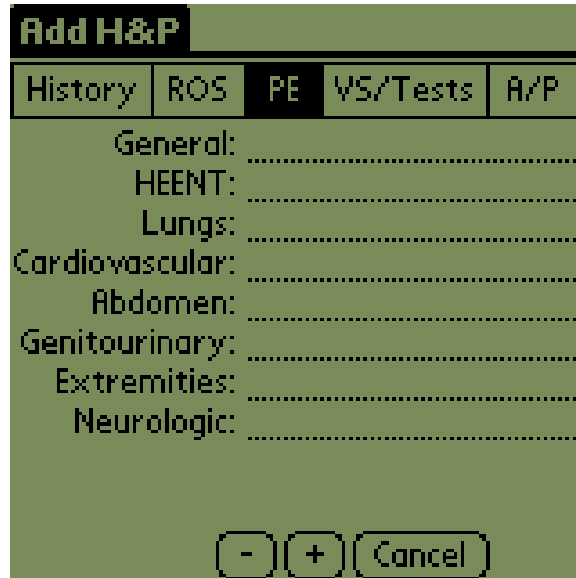 Add H&P
History ROS PE VS/Tests A/P
General:
HEENT:
Lungs:
Cardiovascular:
Abdomen:
Genitourinary:
Extremities:
Neurologic:
- + Cancel